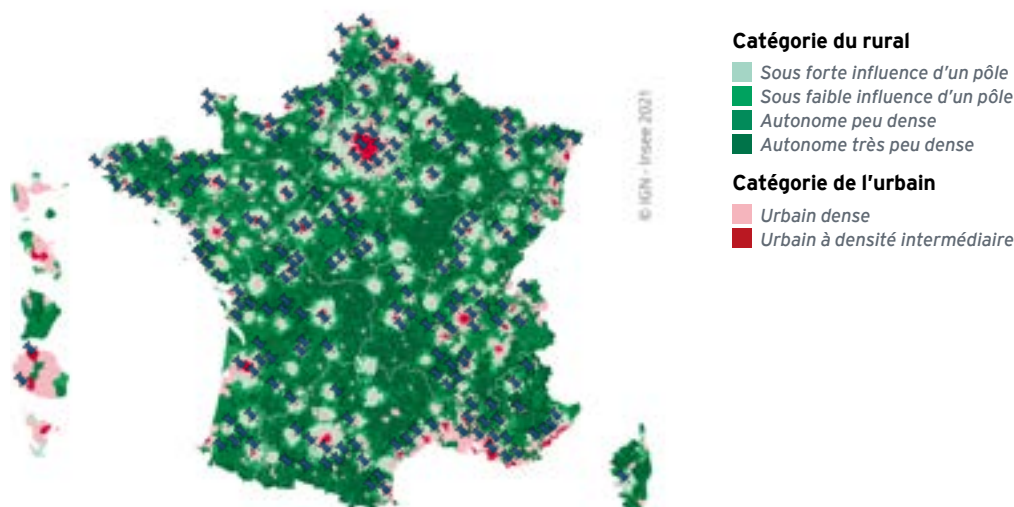 Catégorie du rural
Sous forte influence d'un pôle
Sous faible influence d'un pôle
Autonome peu dense
Autonome très peu dense
Catégorie de l'urbain
Urbain dense
Urbain à densité intermédiaire
© IGN - Insee 2021